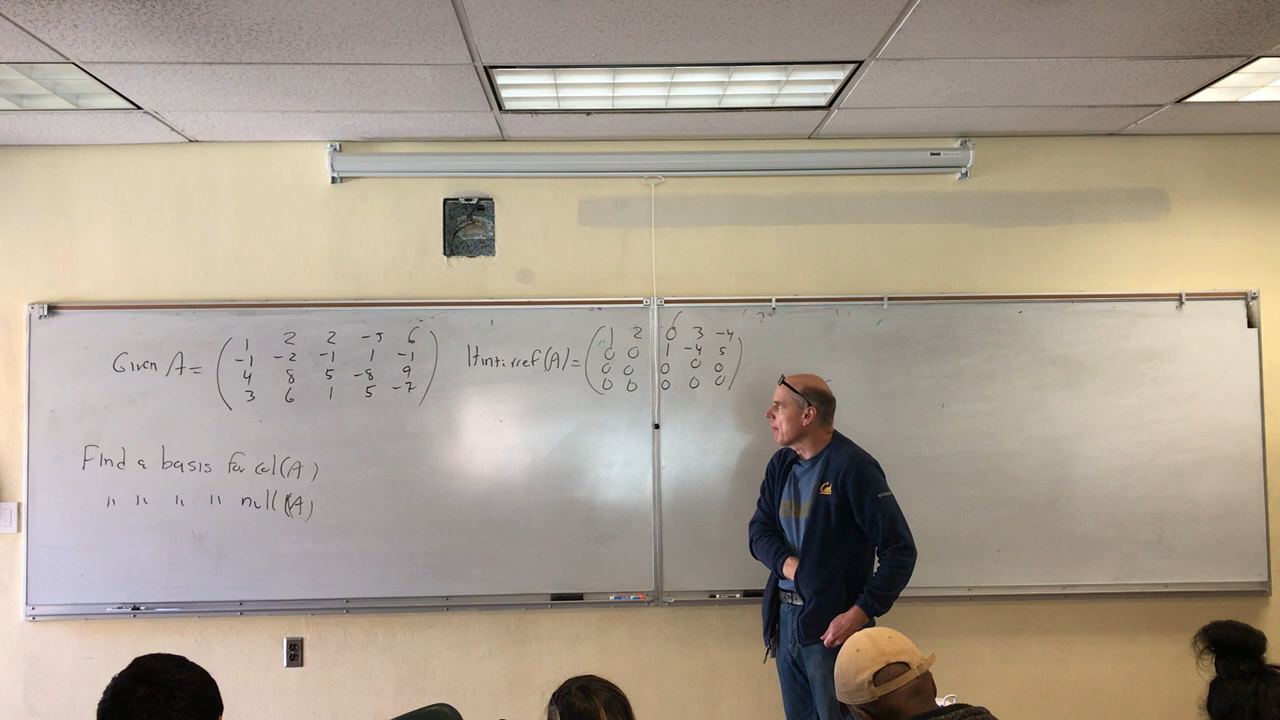 Given A = ( 1 2 2 -5 6
-1 -2 -1 1 -1
4 8 5 -8 9
3 6 1 5 -7 )
Hint: rref(A) = ( 1 2 0 3 -4
0 0 1 -4 5
0 0 0 0 0
0 0 0 0 0 )
Find a basis for col(A)
" " " " null(A)
Cal